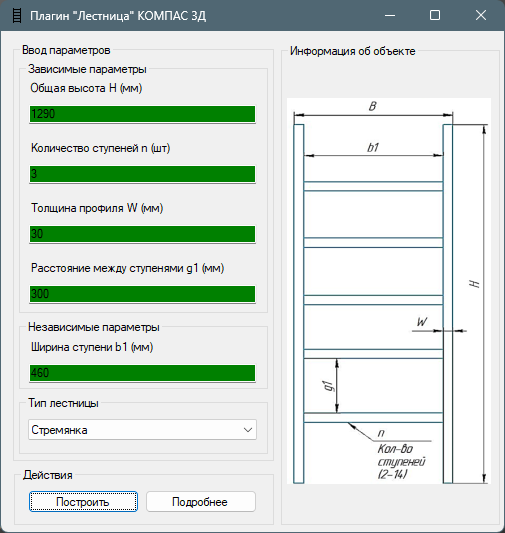 Плагин "Лестница" КОМПАС 3Д
Ввод параметров
Зависимые параметры
Общая высота H (мм)
1290
Количество ступеней n (шт)
3
Толщина профиля W (мм)
30
Расстояние между ступенями g1 (мм)
300
Независимые параметры
Ширина ступени b1 (мм)
460
Тип лестницы
Стремянка
Действия
Построить
Подробнее
Информация об объекте
B
b1
H
W
g1
n
Кол-во
ступеней
(2-14)